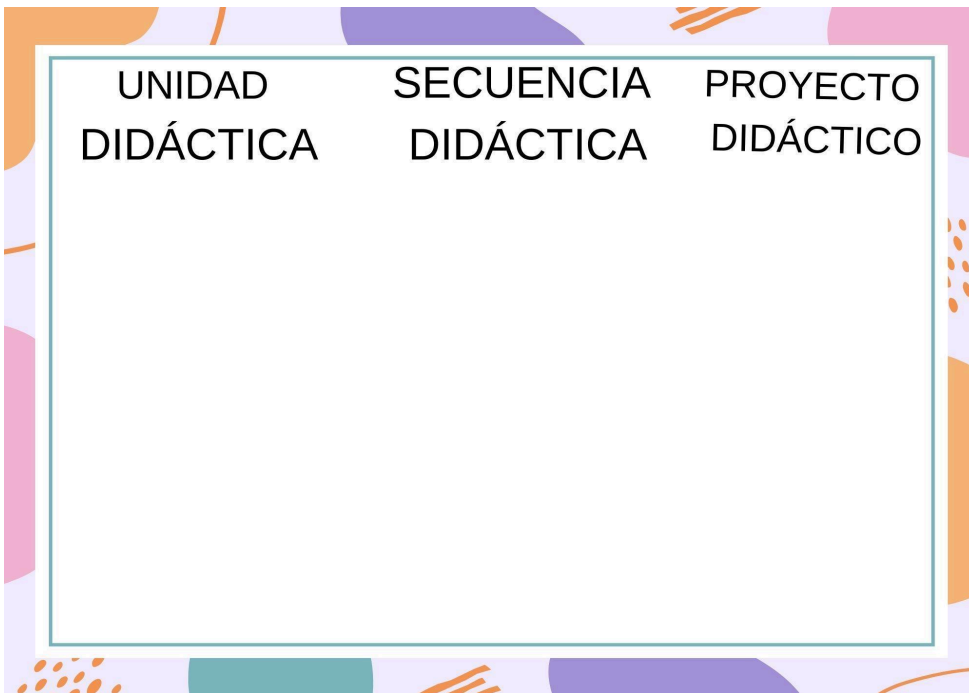 UNIDAD
DIDÁCTICA
SECUENCIA
DIDÁCTICA
PROYECTO
DIDÁCTICO